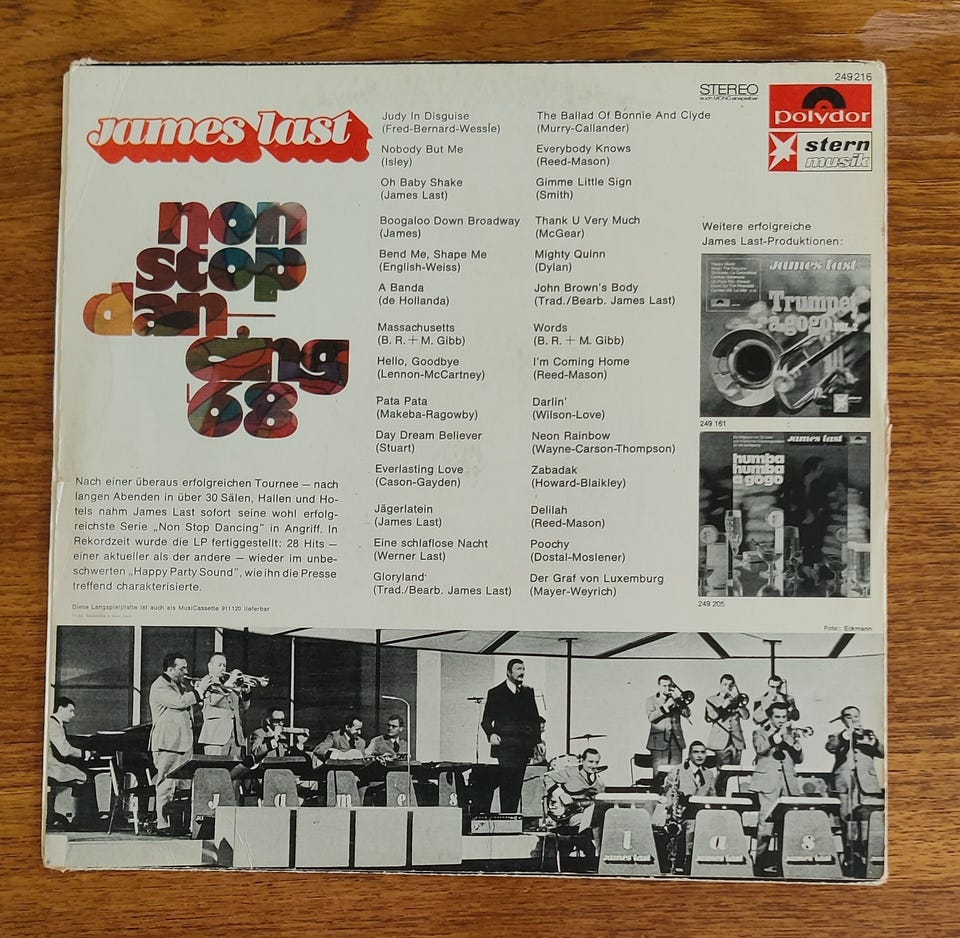 249216
STEREO
auch MONO abspielbar
polydor
stern
musik
james last
non
stop
dan-
cing
68
Judy In Disguise
(Fred-Bernard-Wessle)
Nobody But Me
(Isley)
Oh Baby Shake
(James Last)
Boogaloo Down Broadway
(James)
Bend Me, Shape Me
(English-Weiss)
A Banda
(de Hollanda)
Massachusetts
(B. R. + M. Gibb)
Hello, Goodbye
(Lennon-McCartney)
Pata Pata
(Makeba-Ragowby)
Day Dream Believer
(Stuart)
Everlasting Love
(Cason-Gayden)
Jägerlatein
(James Last)
Eine schlaflose Nacht
(Werner Last)
Gloryland
(Trad./Bearb. James Last)
The Ballad Of Bonnie And Clyde
(Murry-Callander)
Everybody Knows
(Reed-Mason)
Gimme Little Sign
(Smith)
Thank U Very Much
(McGear)
Mighty Quinn
(Dylan)
John Brown's Body
(Trad./Bearb. James Last)
Words
(B. R. + M. Gibb)
I'm Coming Home
(Reed-Mason)
Darlin'
(Wilson-Love)
Neon Rainbow
(Wayne-Carson-Thompson)
Zabadak
(Howard-Blaikley)
Delilah
(Reed-Mason)
Poochy
(Dostal-Moslener)
Der Graf von Luxemburg
(Mayer-Weyrich)
Weitere erfolgreiche
James Last-Produktionen:
james last
Trumpet
a-gogo
249 161
james last
humba
humba
a gogo
249 205
Nach einer überaus erfolgreichen Tournee – nach
langen Abenden in über 30 Sälen, Hallen und Ho-
tels nahm James Last sofort seine wohl erfolg-
reichste Serie „Non Stop Dancing" in Angriff. In
Rekordzeit wurde die LP fertiggestellt: 28 Hits –
einer aktueller als der andere – wieder im unbe-
schwerten „Happy Party Sound", wie ihn die Presse
treffend charakterisierte.
Diese Langspielplatte ist auch als MusiCassette 911120 lieferbar
Foto: Eckmann
J a m e s
l a s
james last james last james last